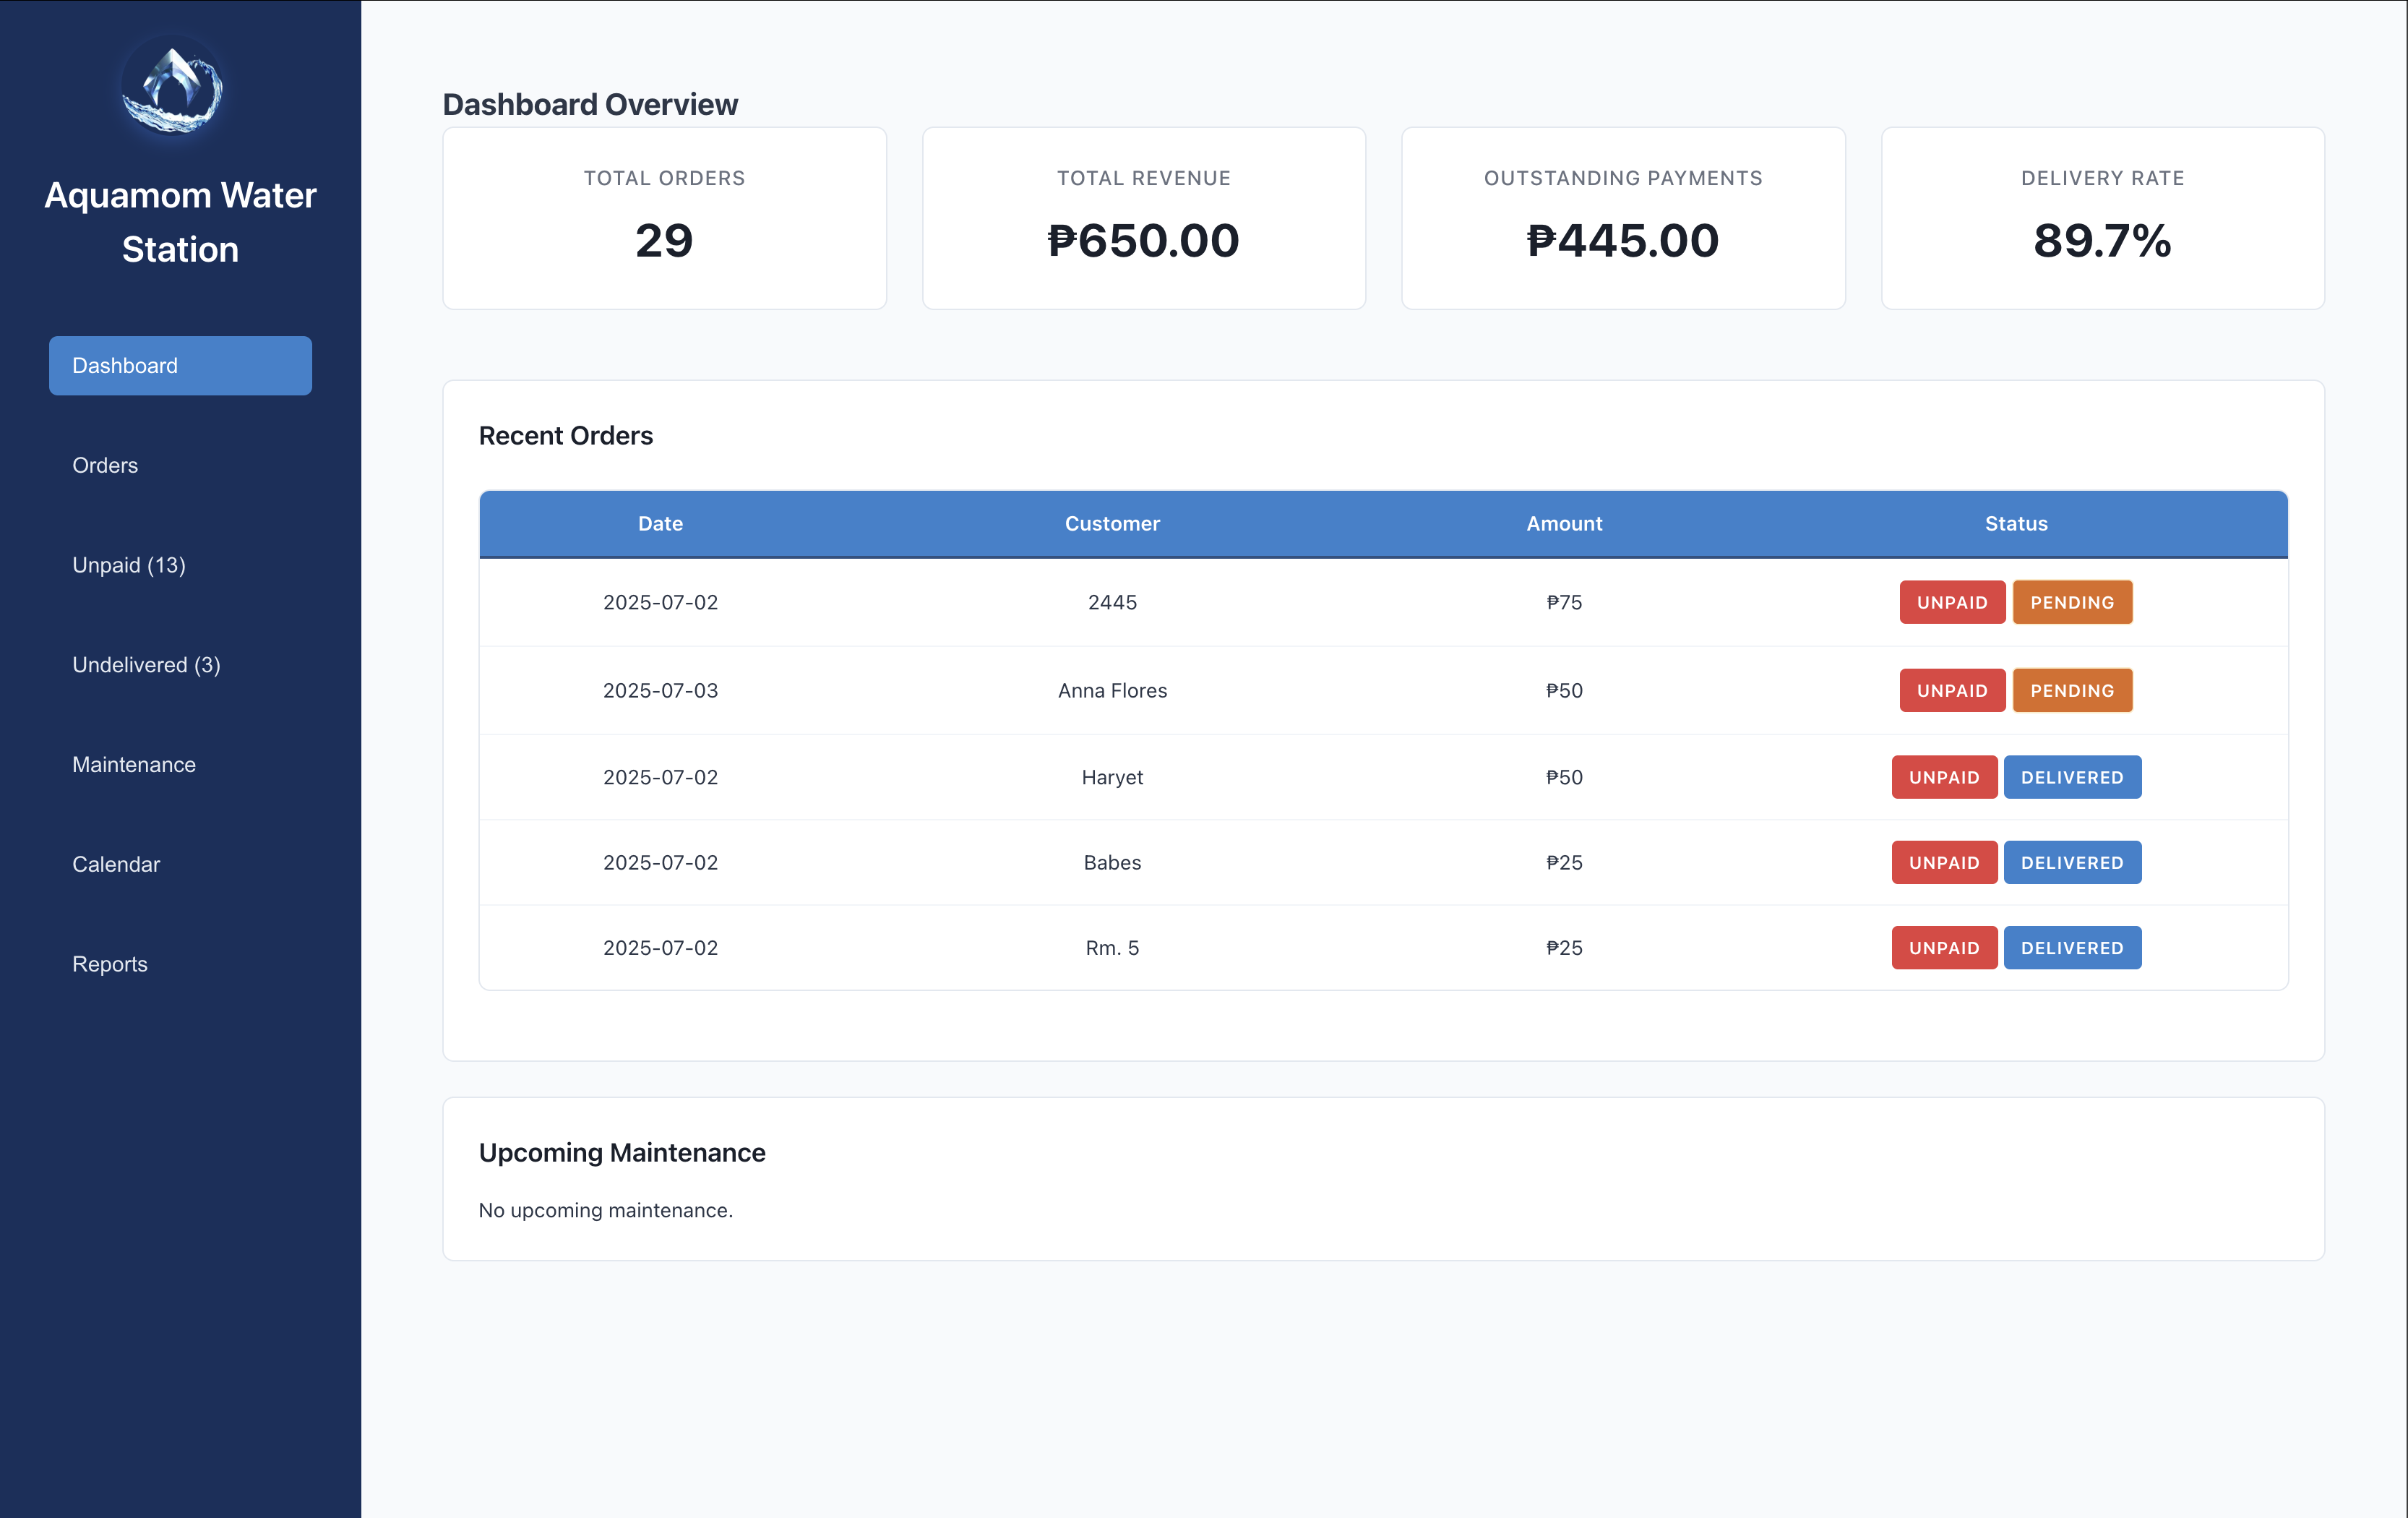 Aquamom Water
Station
Dashboard
Orders
Unpaid (13)
Undelivered (3)
Maintenance
Calendar
Reports
Dashboard Overview
TOTAL ORDERS
29
TOTAL REVENUE
₱650.00
OUTSTANDING PAYMENTS
₱445.00
DELIVERY RATE
89.7%
Recent Orders
Date Customer Amount Status
2025-07-02 2445 ₱75 UNPAID PENDING
2025-07-03 Anna Flores ₱50 UNPAID PENDING
2025-07-02 Haryet ₱50 UNPAID DELIVERED
2025-07-02 Babes ₱25 UNPAID DELIVERED
2025-07-02 Rm. 5 ₱25 UNPAID DELIVERED
Upcoming Maintenance
No upcoming maintenance.